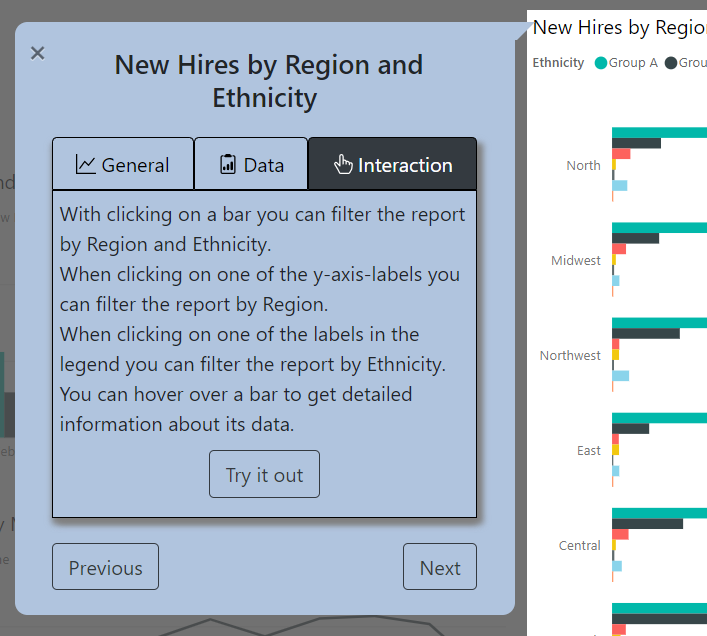 ×
New Hires by Region and
Ethnicity
General
Data
Interaction
With clicking on a bar you can filter the report
by Region and Ethnicity.
When clicking on one of the y-axis-labels you
can filter the report by Region.
When clicking on one of the labels in the
legend you can filter the report by Ethnicity.
You can hover over a bar to get detailed
information about its data.
Try it out
Previous
Next
New Hires by Regio
Ethnicity Group A Grou
North
Midwest
Northwest
East
Central